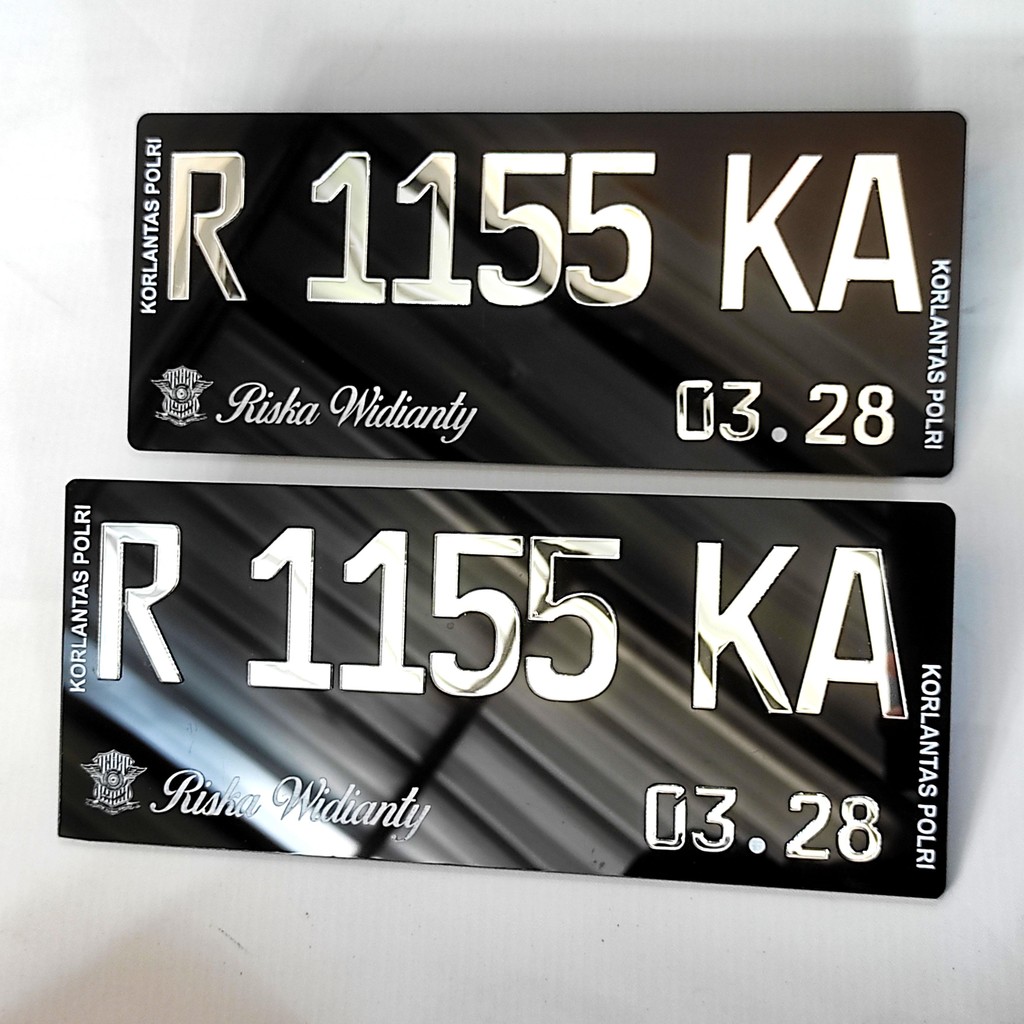 KORLANTAS POLRI
R 1155 KA
KORLANTAS POLRI
Riska Widianty
03.28
KORLANTAS POLRI
R 1155 KA
KORLANTAS POLRI
Riska Widianty
03.28